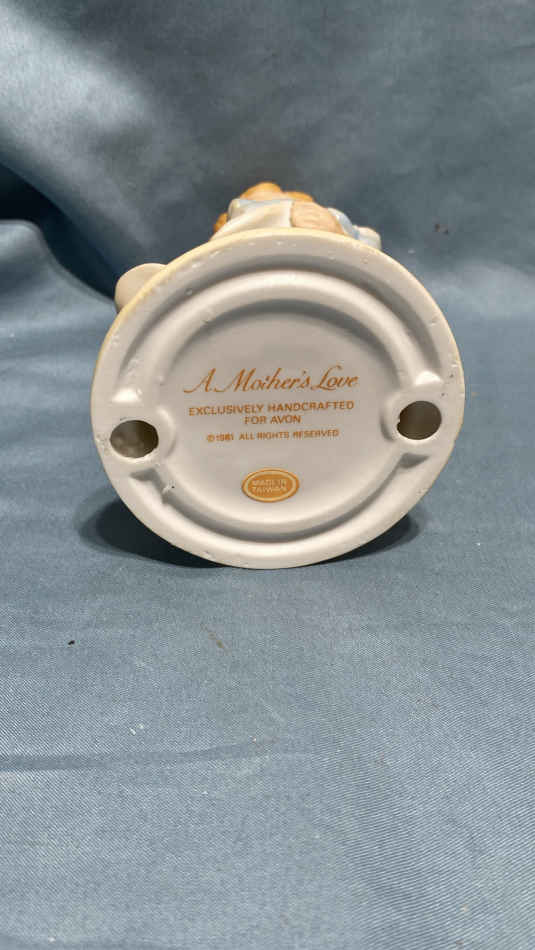 A Mother's Love
EXCLUSIVELY HANDCRAFTED
FOR AVON
©1981 ALL RIGHTS RESERVED
MADE IN
TAIWAN